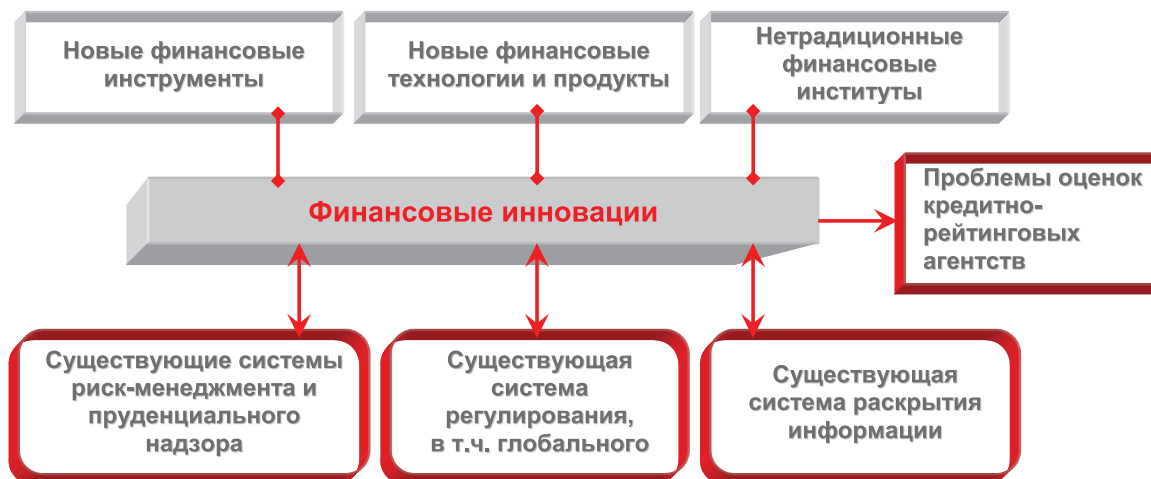 Новые финансовые
инструменты
Новые финансовые
технологии и продукты
Нетрадиционные
финансовые
институты
Финансовые инновации
Проблемы оценок
кредитно-
рейтинговых
агентств
Существующие системы
риск-менеджмента и
пруденциального
надзора
Существующая
система
регулирования,
в т.ч. глобального
Существующая
система раскрытия
информации